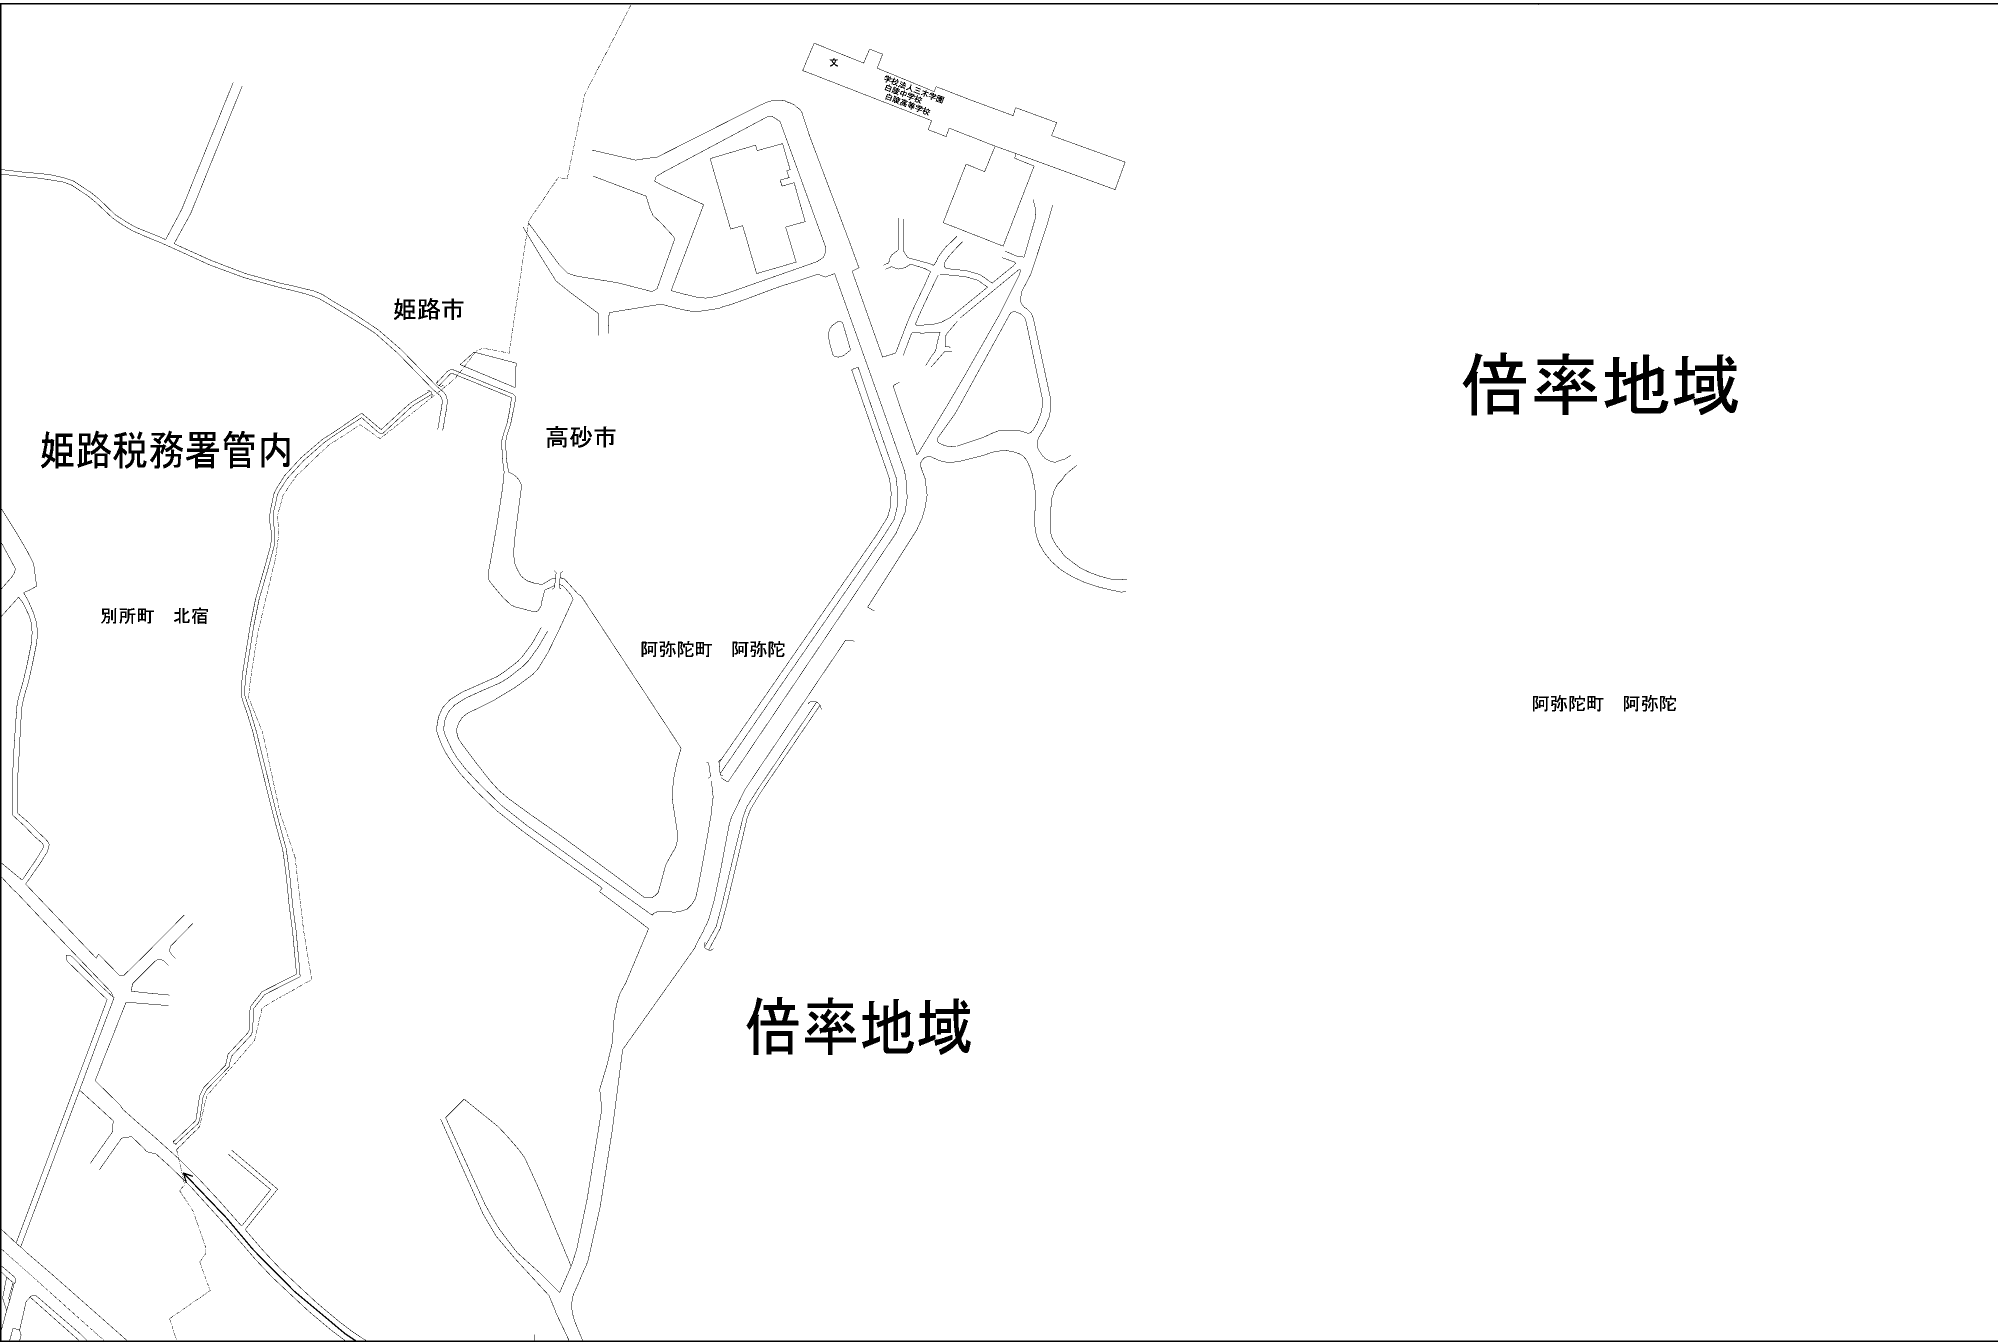 文
学校法人三木学園
白陵中学校
白陵高等学校
姫路市
倍率地域
高砂市
姫路税務署管内
別所町　北宿
阿弥陀町　阿弥陀
阿弥陀町　阿弥陀
倍率地域